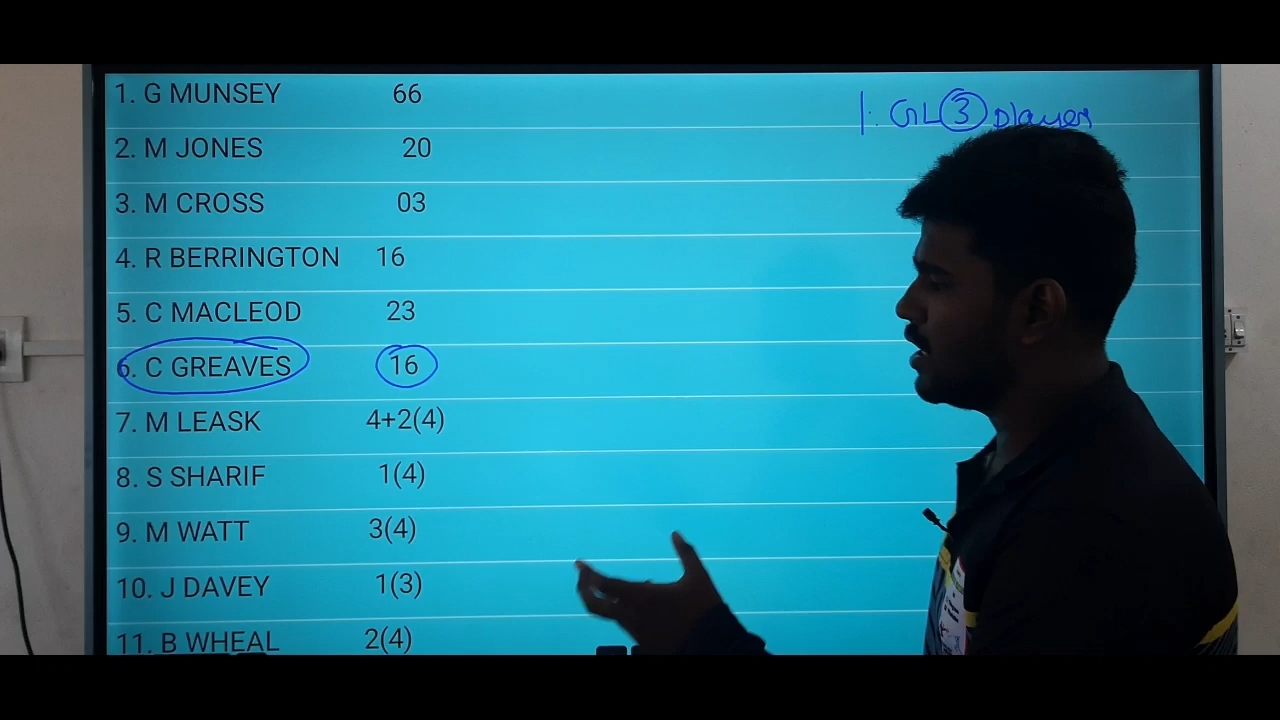 1. G MUNSEY 66
1. GL 3 players
2. M JONES 20
3. M CROSS 03
4. R BERRINGTON 16
5. C MACLEOD 23
6. C GREAVES 16
7. M LEASK 4+2(4)
8. S SHARIF 1(4)
9. M WATT 3(4)
10. J DAVEY 1(3)
11. B WHEAL 2(4)